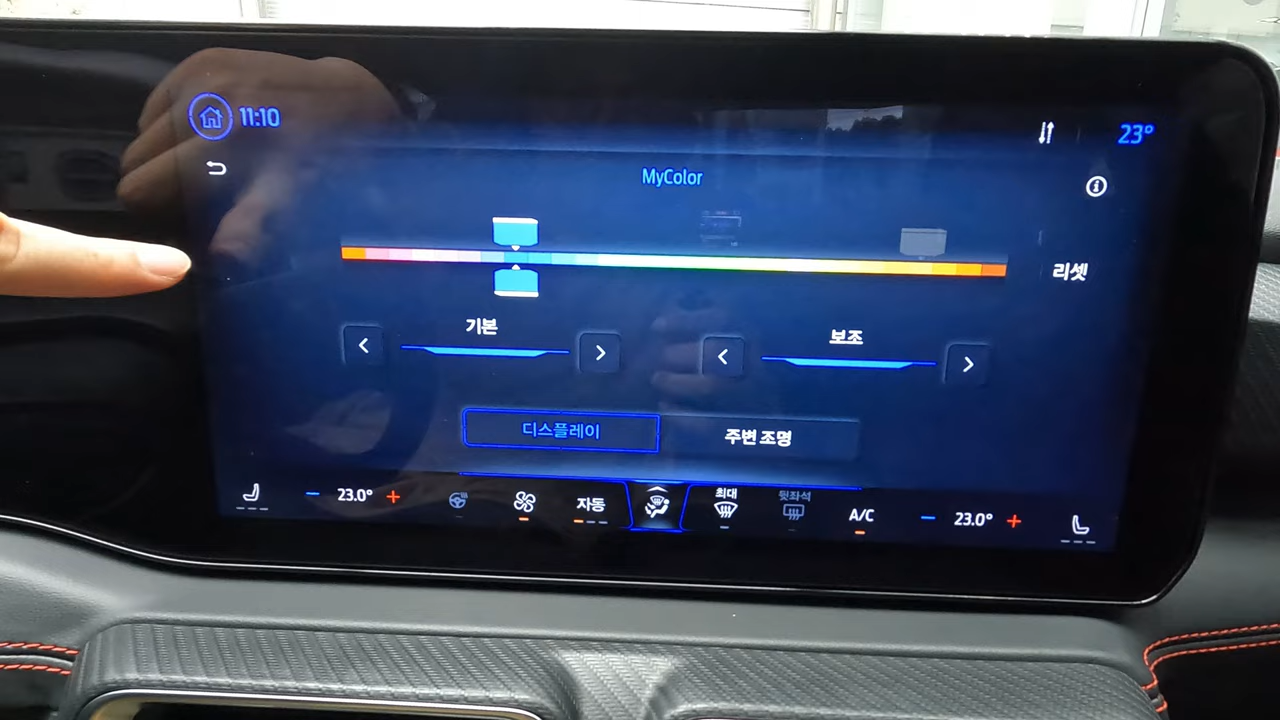 11:10
23°
MyColor
리셋
기본
보조
디스플레이
주변 조명
23.0°
자동
최대
뒷좌석
A/C
23.0°